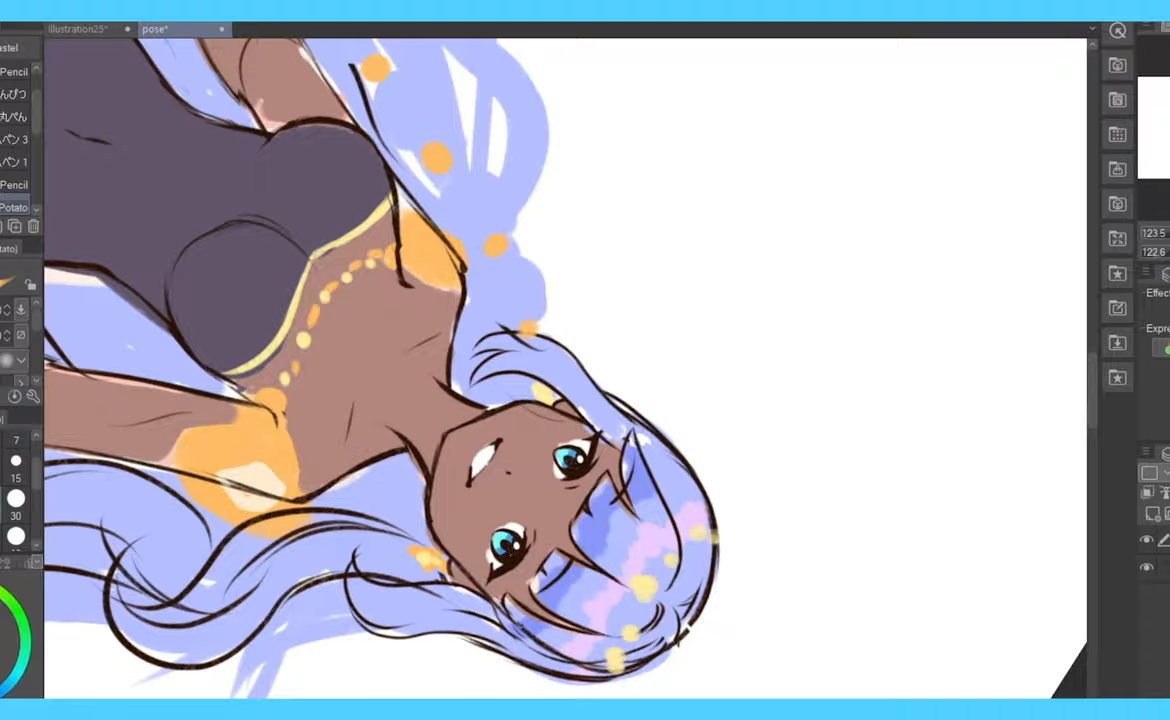 Illustration25*
pose*
astel
Pencil
んぴつ
丸ぺん
ペン 3
ペン 1
Pencil
Potato
tato]
7
15
30
123.5
122.6
Effec
Expre